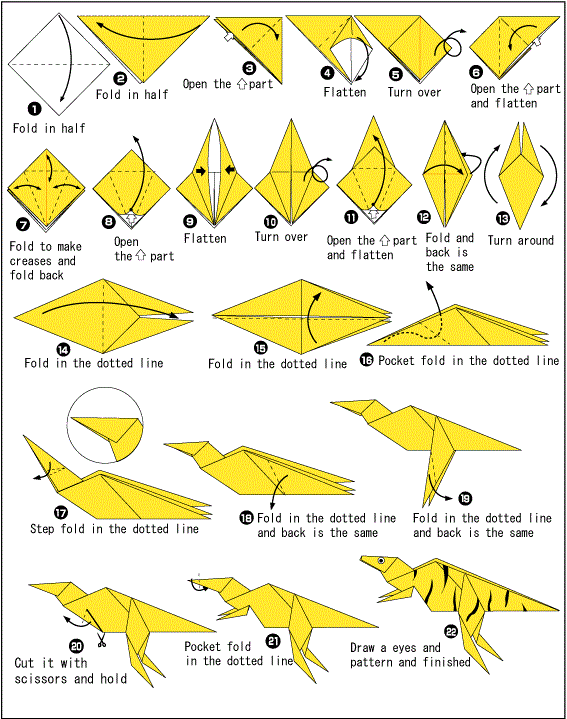 1
Fold in half
2
Fold in half
3
Open the ⇧ part
4
Flatten
5
Turn over
6
Open the ⇧ part
and flatten
7
Fold to make
creases and
fold back
8
Open
the ⇧ part
9
Flatten
10
Turn over
11
Open the ⇧ part
and flatten
12
Fold and
back is
the same
13
Turn around
14
Fold in the dotted line
15
Fold in the dotted line
16 Pocket fold in the dotted line
17
Step fold in the dotted line
18 Fold in the dotted line
and back is the same
19
Fold in the dotted line
and back is the same
20
Cut it with
scissors and hold
21
Pocket fold
in the dotted line
22
Draw a eyes and
pattern and finished